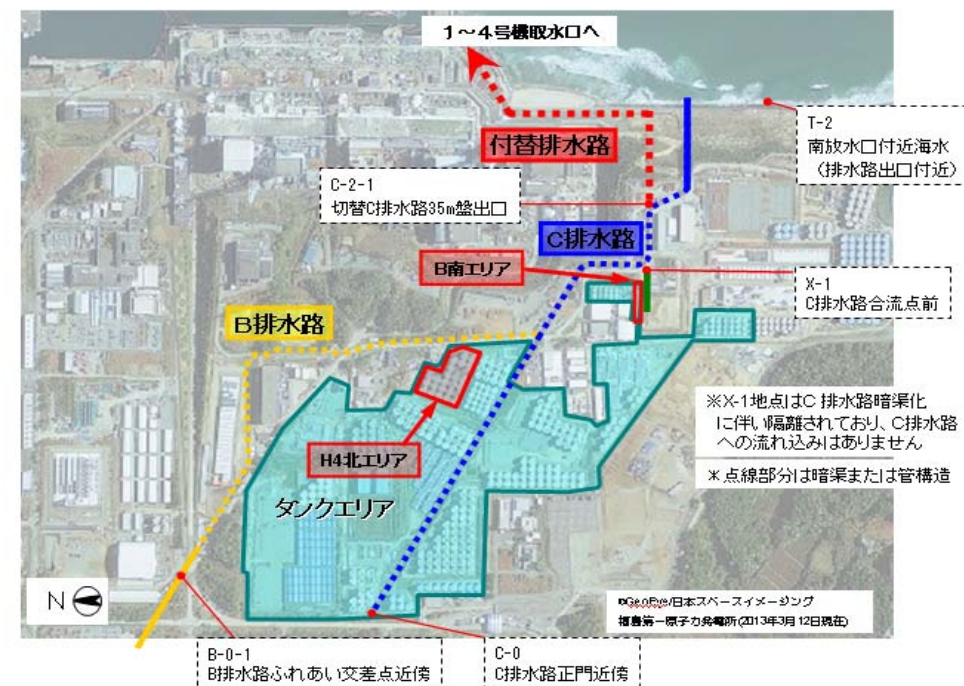 1～4号機取水口へ
T-2
南放水口付近海水
（排水路出口付近）
付替排水路
C-2-1
切替C排水路35m盤出口
C排水路
B南エリア
X-1
C排水路合流点前
B排水路
※X-1地点はC排水路暗渠化
に伴い隔離されており、C排水路
への流れ込みはありません
＊点線部分は暗渠または管構造
H4北エリア
タンクエリア
N
©GeoEye/日本スペースイメージング
福島第一原子力発電所(2013年3月12日現在)
B-0-1
B排水路ふれあい交差点近傍
C-0
C排水路正門近傍